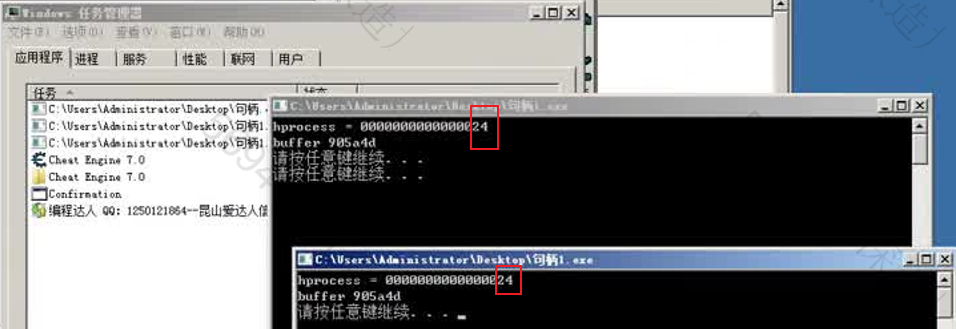 Windows 任务管理器
文件(F) 选项(O) 查看(V) 窗口(W) 帮助(H)
应用程序 进程 服务 性能 联网 用户
任务 状态
C:\Users\Administrator\Desktop\句柄.
C:\Users\Administrator\Desktop\句柄1.
C:\Users\Administrator\Desktop\句柄1.
Cheat Engine 7.0
Cheat Engine 7.0
Confirmation
编程达人 QQ: 1250121864--昆山爱达人信
C:\Users\Administrator\Desktop\句柄1.exe
hprocess = 0000000000000024
buffer 905a4d
请按任意键继续. . .
请按任意键继续. . .
C:\Users\Administrator\Desktop\句柄1.exe
hprocess = 0000000000000024
buffer 905a4d
请按任意键继续. . .